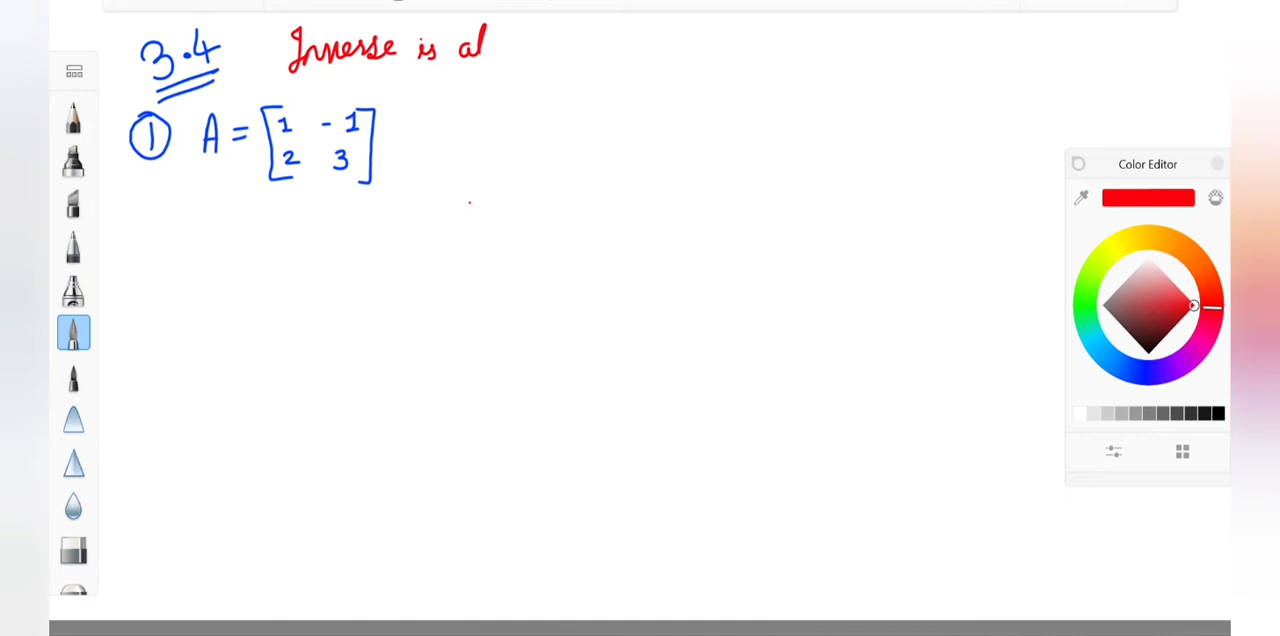 3.4 Inverse is al
① A = [1 -1
2 3]
Color Editor